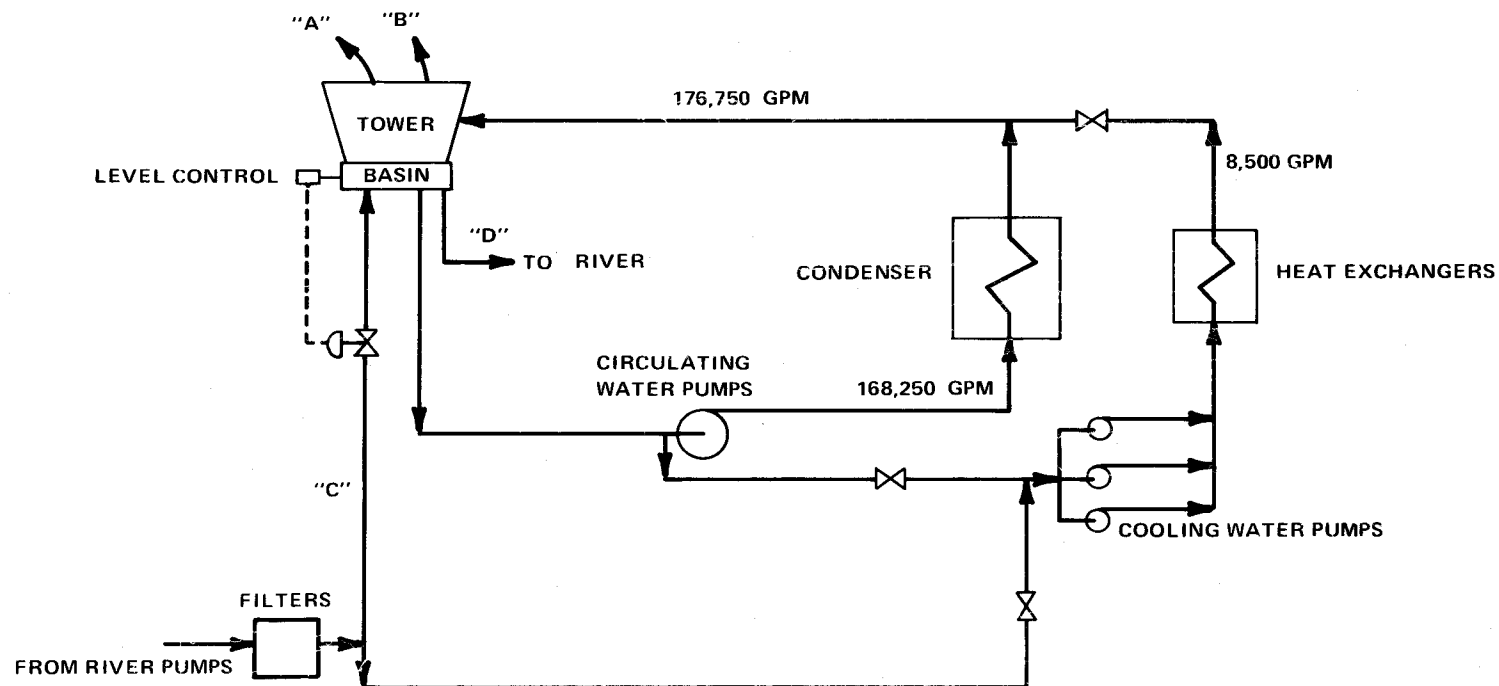 "A"
"B"
176,750 GPM
TOWER
LEVEL CONTROL
BASIN
8,500 GPM
"D"
TO RIVER
CONDENSER
HEAT EXCHANGERS
CIRCULATING
WATER PUMPS
168,250 GPM
"C"
COOLING WATER PUMPS
FILTERS
FROM RIVER PUMPS